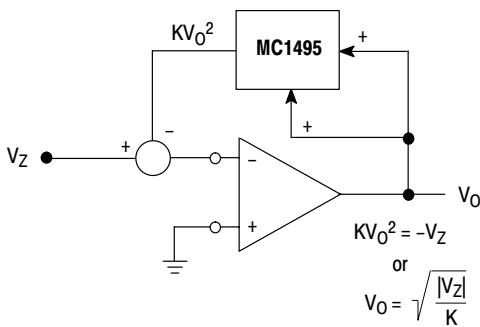 KVO²
MC1495
+
+
−
+
VZ
−
+
VO
KVO² = −VZ
or
VO = √|VZ|/K